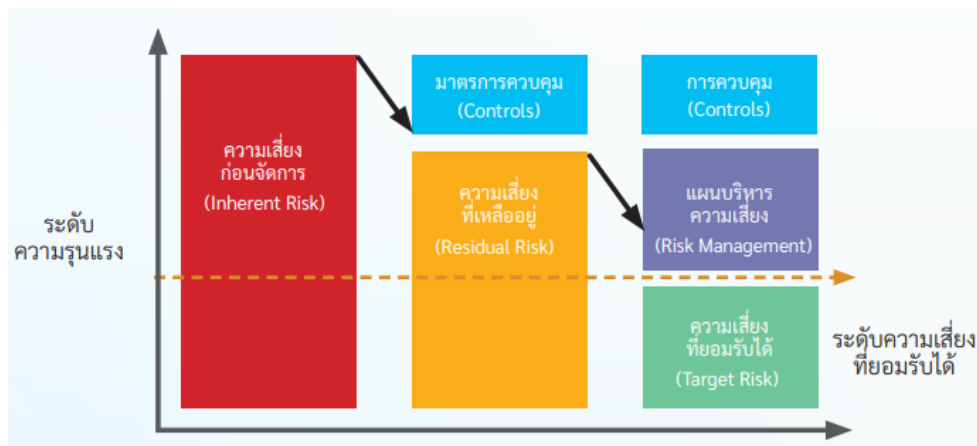 ระดับ
ความรุนแรง
ความเสี่ยง
ก่อนจัดการ
(Inherent Risk)
มาตรการควบคุม
(Controls)
ความเสี่ยง
ที่เหลืออยู่
(Residual Risk)
การควบคุม
(Controls)
แผนบริหาร
ความเสี่ยง
(Risk Management)
ความเสี่ยง
ที่ยอมรับได้
(Target Risk)
ระดับความเสี่ยง
ที่ยอมรับได้